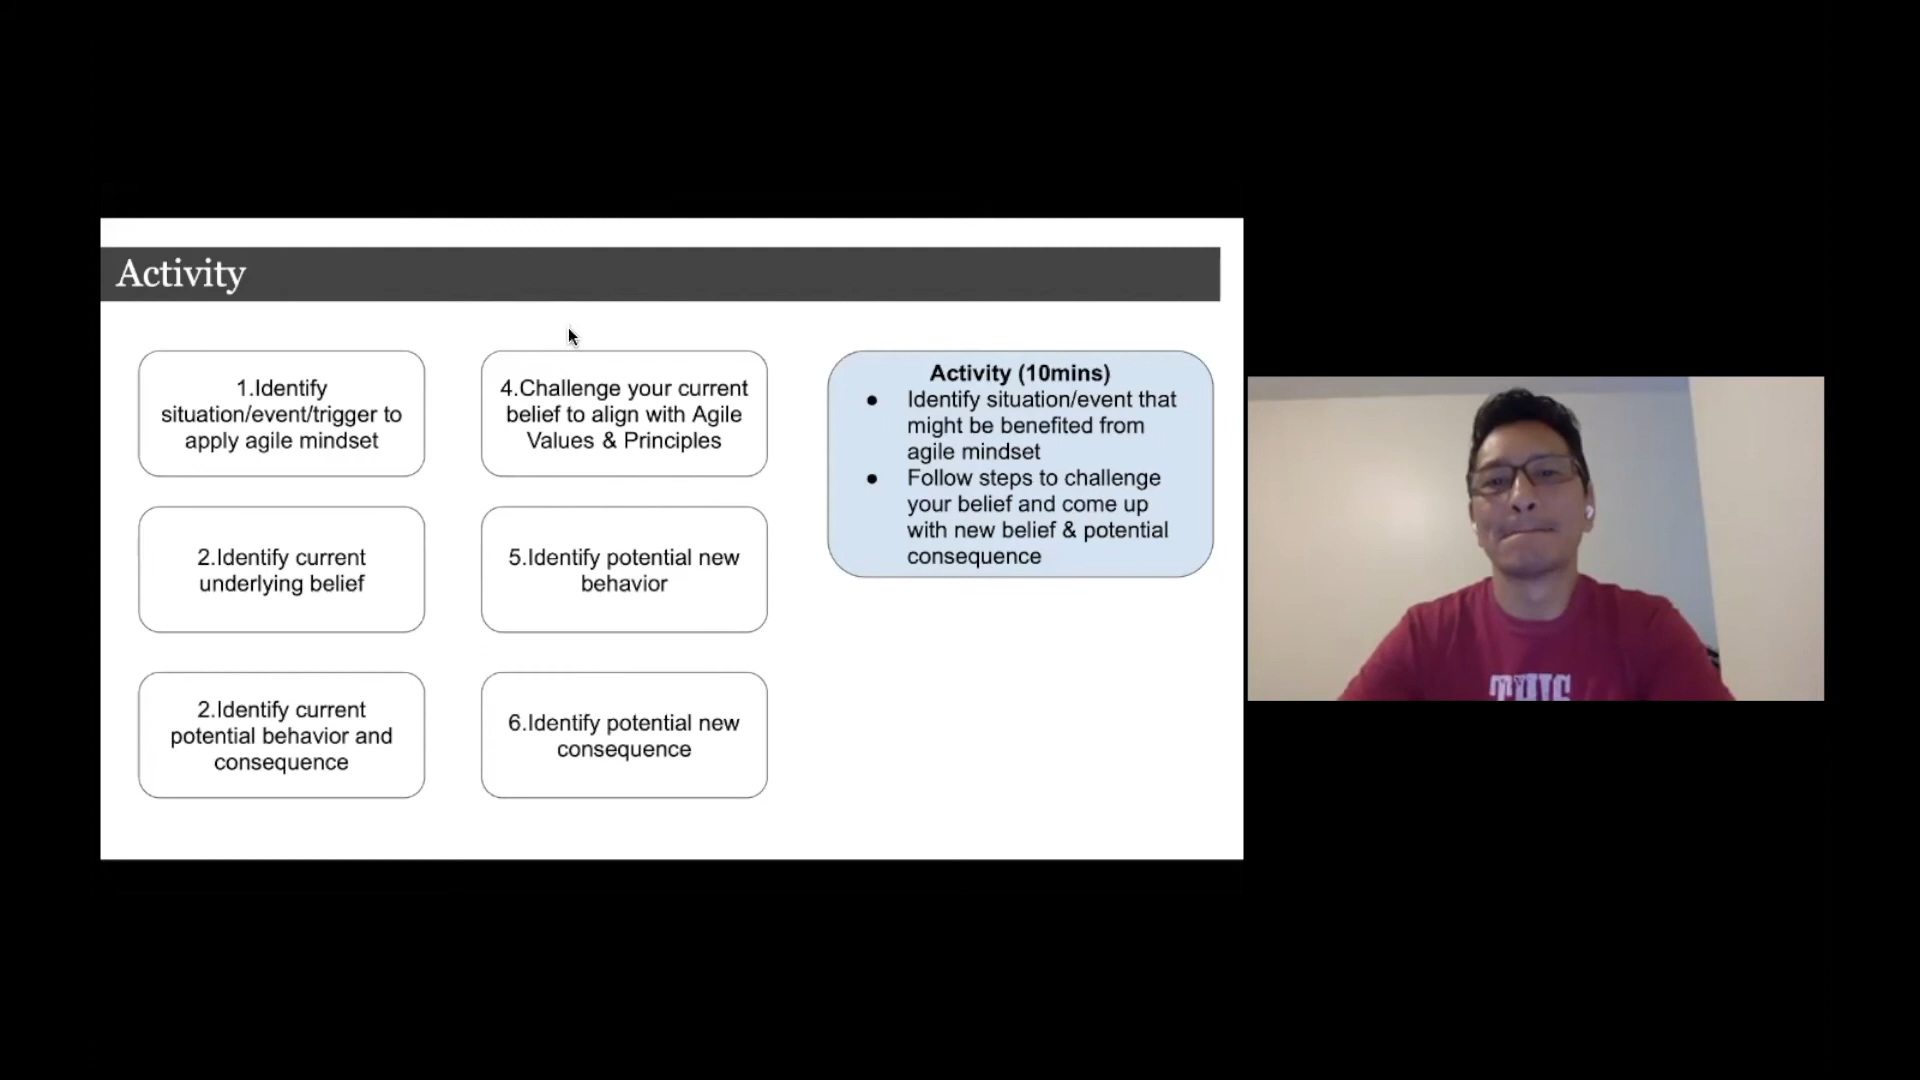 Activity
1.Identify
situation/event/trigger to
apply agile mindset
2.Identify current
underlying belief
2.Identify current
potential behavior and
consequence
4.Challenge your current
belief to align with Agile
Values & Principles
5.Identify potential new
behavior
6.Identify potential new
consequence
Activity (10mins)
● Identify situation/event that
might be benefited from
agile mindset
● Follow steps to challenge
your belief and come up
with new belief & potential
consequence
THIS